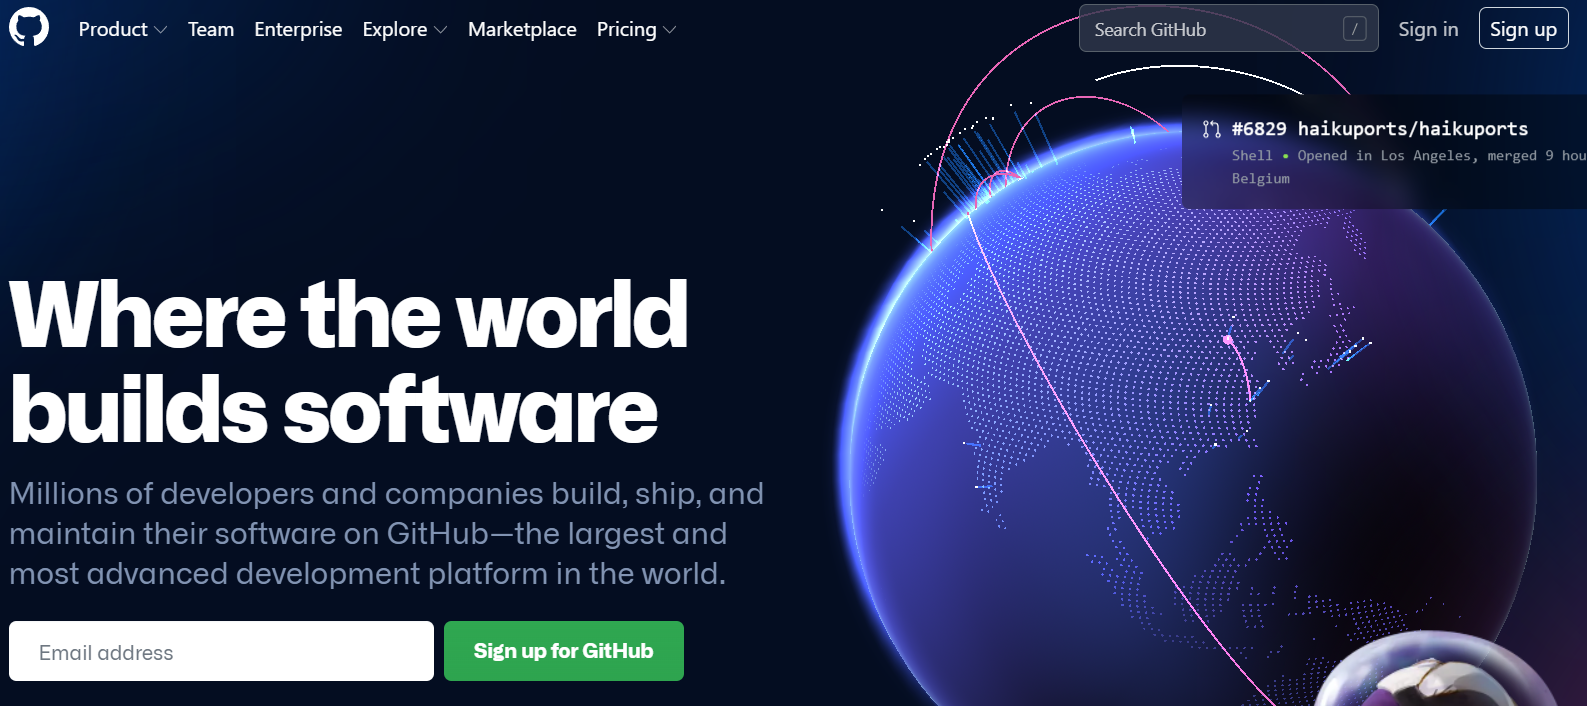 Product Team Enterprise Explore Marketplace Pricing Search GitHub / Sign in Sign up
#6829 haikuports/haikuports
Shell • Opened in Los Angeles, merged 9 hou
Belgium
Where the world
builds software
Millions of developers and companies build, ship, and
maintain their software on GitHub—the largest and
most advanced development platform in the world.
Email address Sign up for GitHub